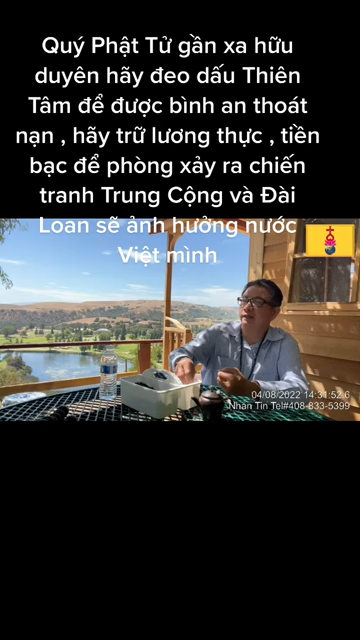 Quý Phật Tử gần xa hữu
duyên hãy đeo dấu Thiên
Tâm để được bình an thoát
nạn , hãy trữ lương thực , tiền
bạc để phòng xảy ra chiến
tranh Trung Cộng và Đài
Loan sẽ ảnh hưởng nước
Việt mình
04/08/2022 14:31:52.6
Nhắn Tin Tel#408-833-5399